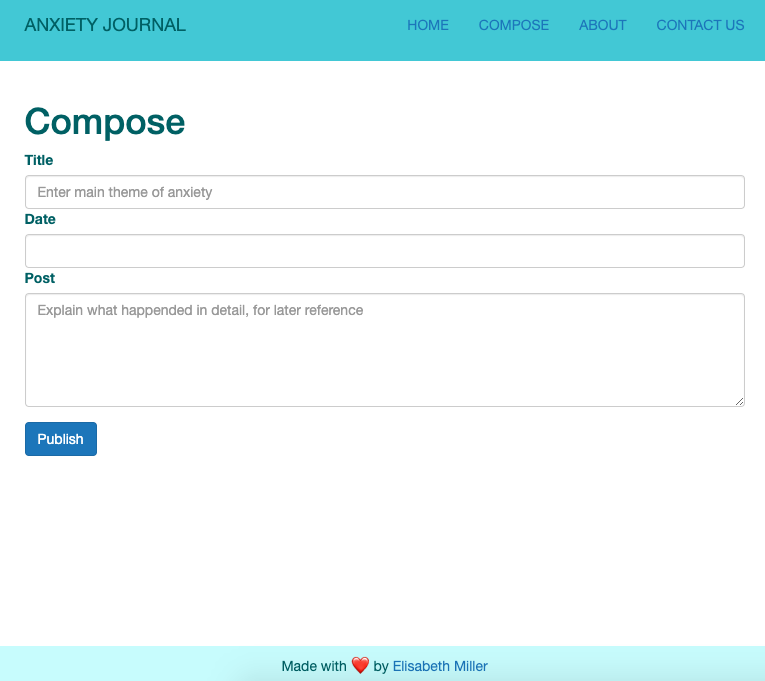 ANXIETY JOURNAL HOME COMPOSE ABOUT CONTACT US
Compose
Title
Enter main theme of anxiety
Date
Post
Explain what happended in detail, for later reference
Publish
Made with ❤️ by Elisabeth Miller